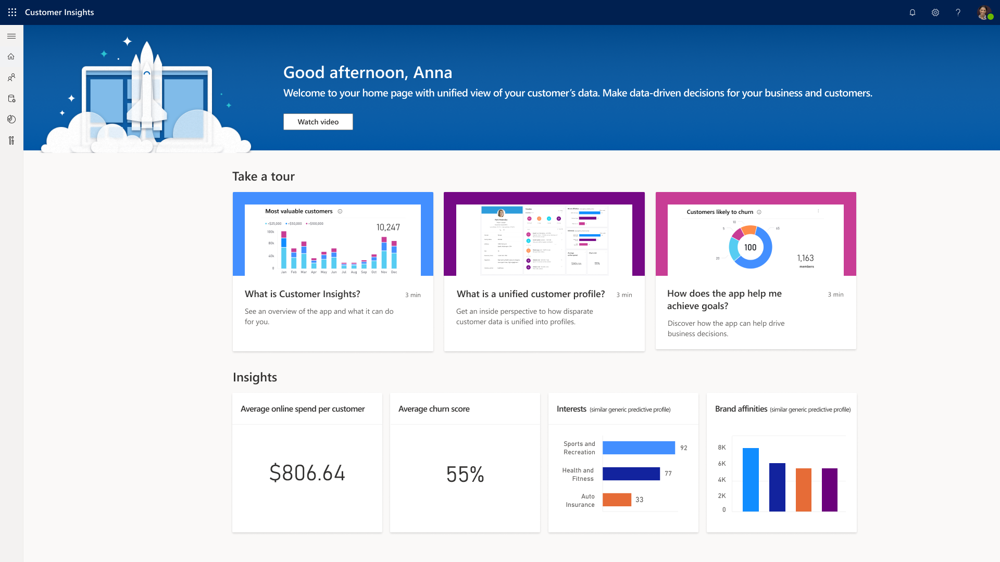 Customer Insights
Good afternoon, Anna
Welcome to your home page with unified view of your customer’s data. Make data-driven decisions for your business and customers.
Watch video
Take a tour
Most valuable customers
+$25,000 +$50,000 +$100,000
10,247
100k
80k
60k
0
Jan Feb Mar Apr May Jun Jul Aug Sep Oct Nov Dec
What is Customer Insights?
3 min
See an overview of the app and what it can do
for you.
$806.64
55%
What is a unified customer profile?
3 min
Get an inside perspective to how disparate
customer data is unified into profiles.
Customers likely to churn
10
5
65
100
20
1,163
members
How does the app help me
achieve goals?
3 min
Discover how the app can help drive
business decisions.
Insights
Average online spend per customer
$806.64
Average churn score
55%
Interests (similar generic predictive profile)
Sports and
Recreation
92
Health and
Fitness
77
Auto
Insurance
33
Brand affinities (similar generic predictive profile)
8K
6K
4K
2K
0